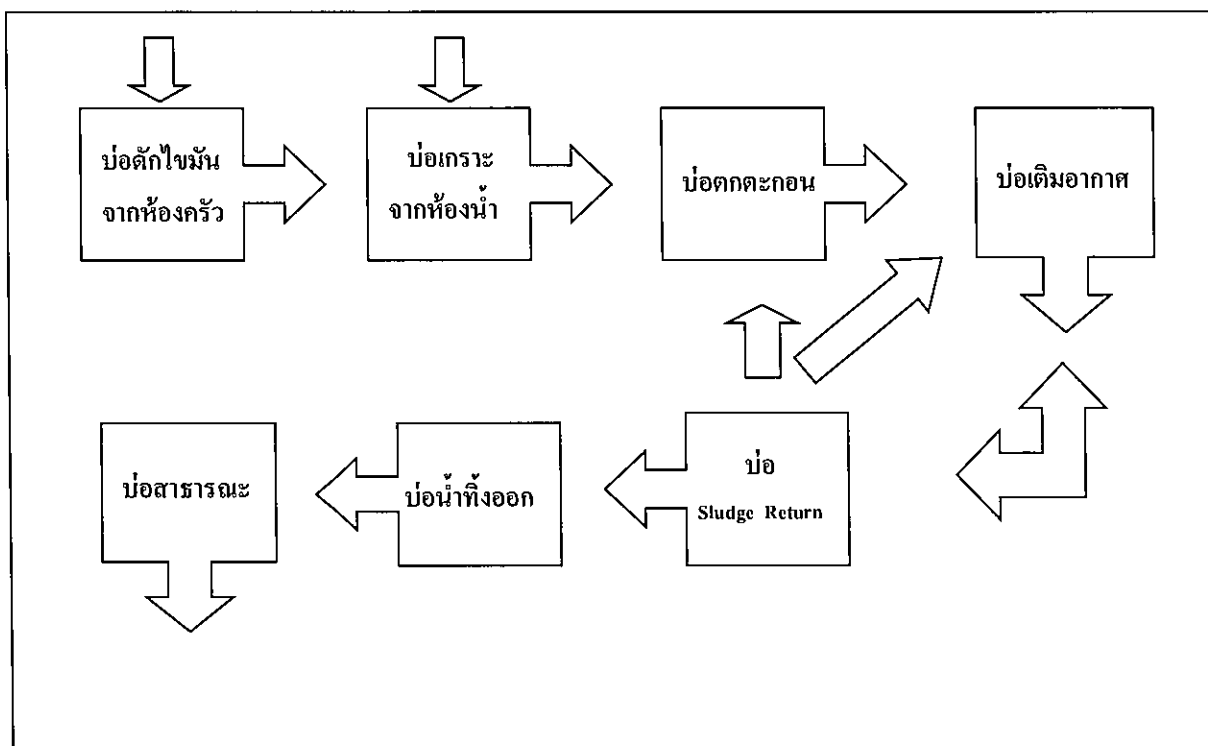 บ่อดักไขมัน
จากห้องครัว
บ่อเกราะ
จากห้องน้ำ
บ่อตกตะกอน
บ่อเติมอากาศ
บ่อสาธารณะ
บ่อน้ำทิ้งออก
บ่อ
Sludge Return